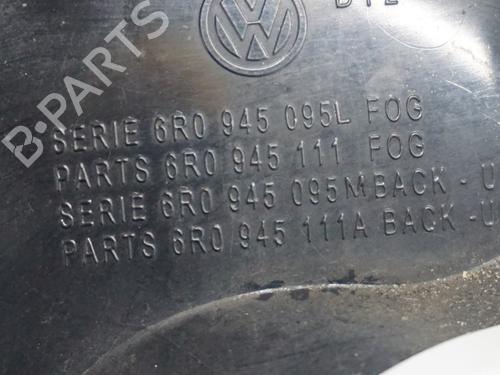 SERIE 6R0 945 095L FOG
PARTS 6R0 945 111 FOG
SERIE 6R0 945 095M BACK - U
PARTS 6R0 945 111A BACK - U
B-PARTS